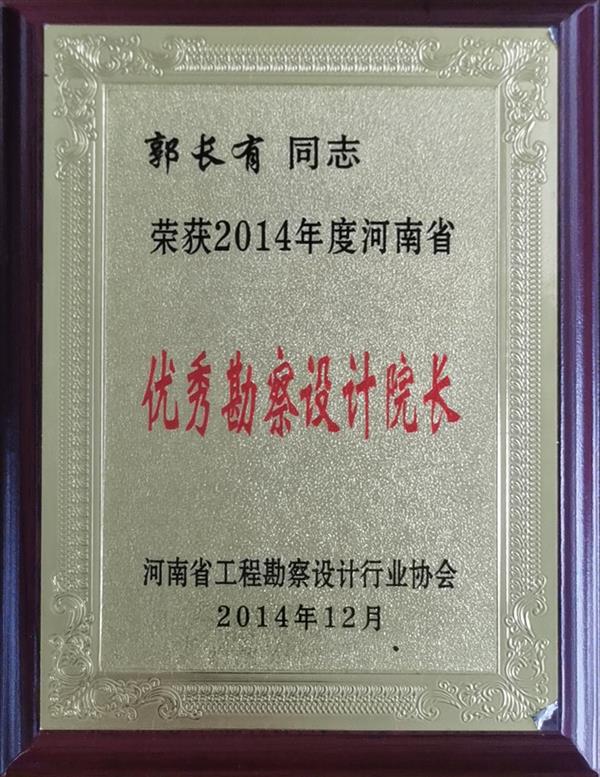 郭长有 同志
荣获2014年度河南省
优秀勘察设计院长
河南省工程勘察设计行业协会
2014年12月